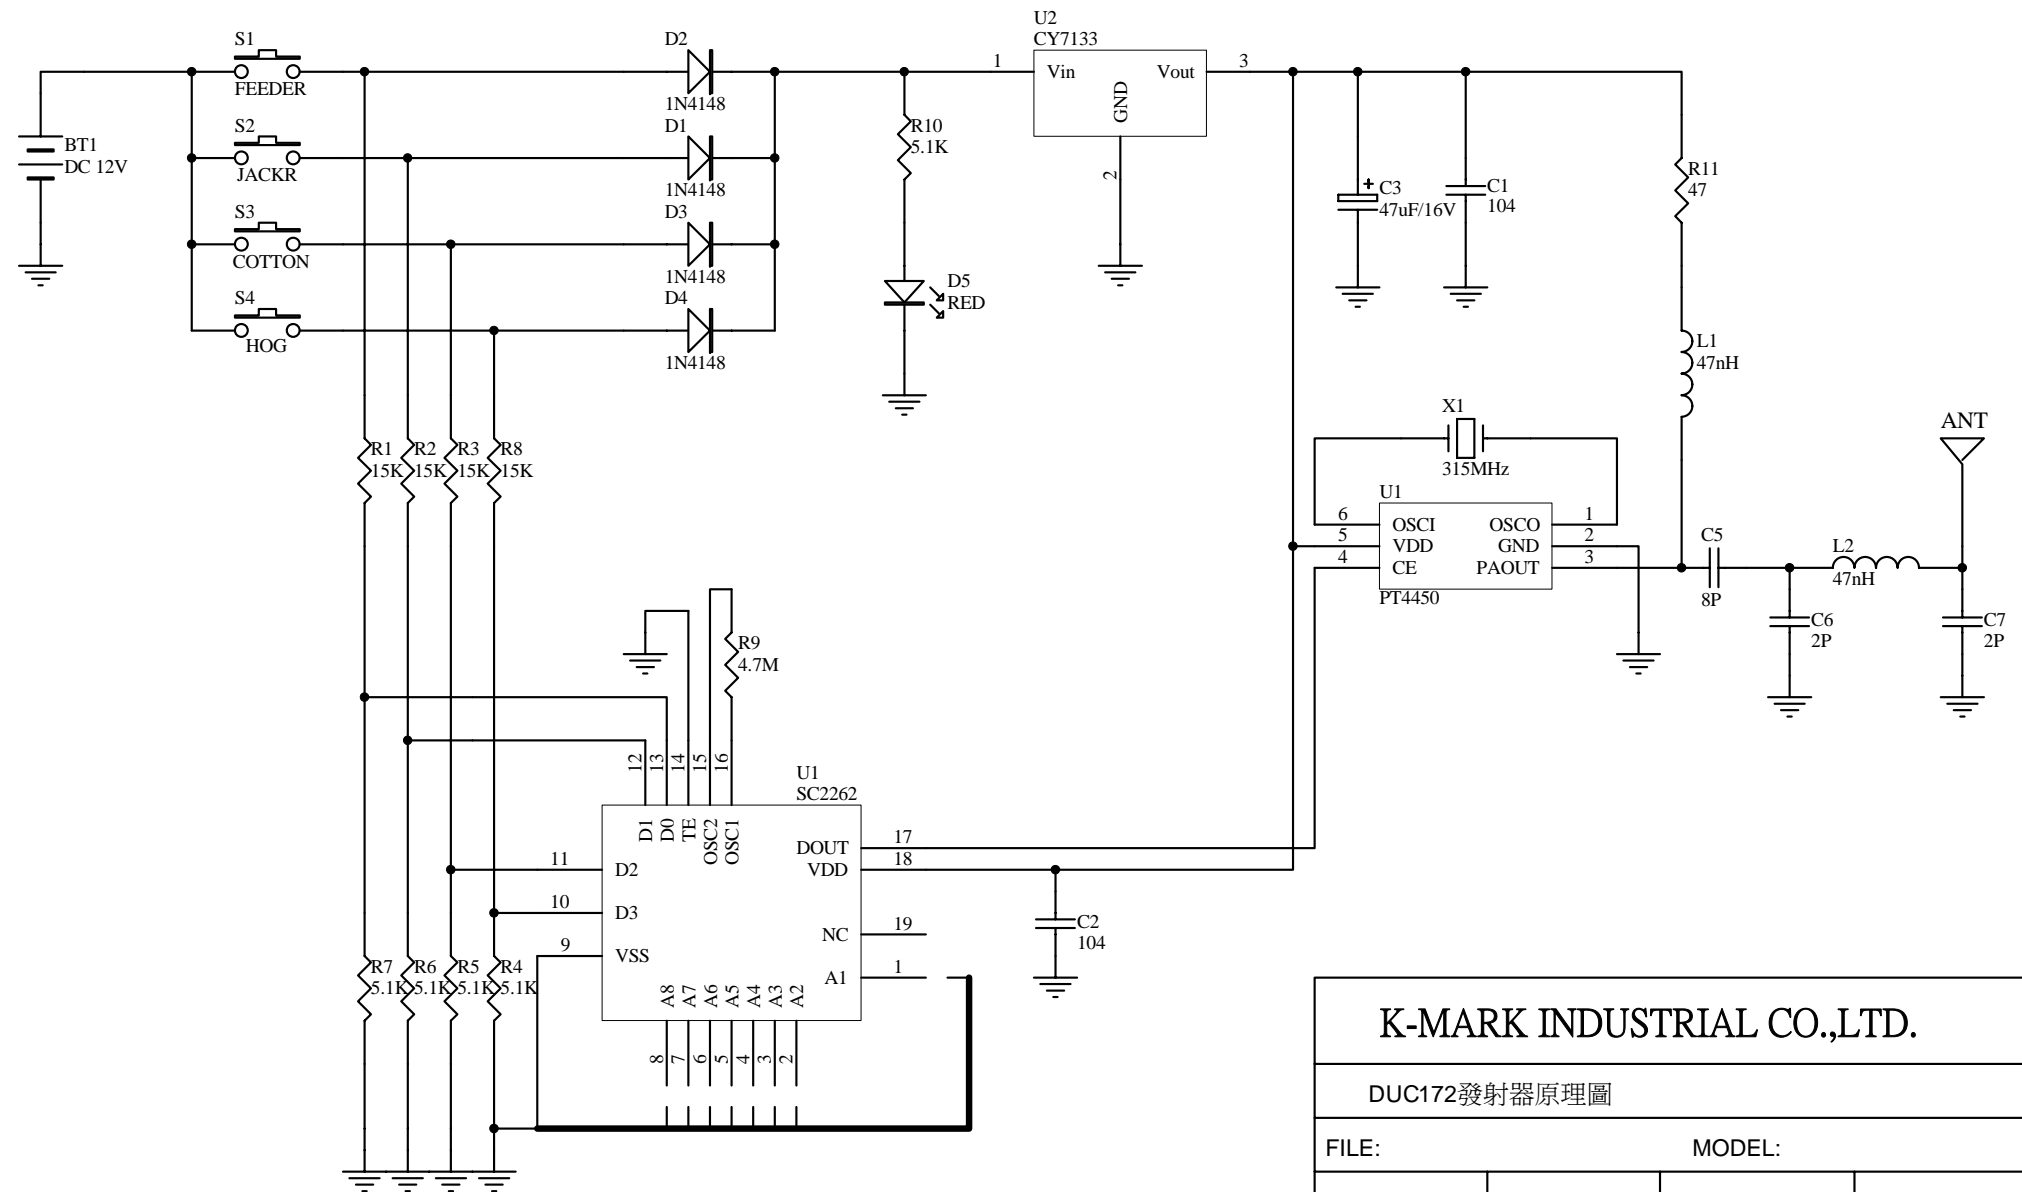 S1
FEEDER
S2
JACKR
S3
COTTON
S4
HOG
BT1
DC 12V
D2
1N4148
D1
1N4148
D3
1N4148
D4
1N4148
R10
5.1K
D5
RED
U2
CY7133
1
Vin
Vout
3
GND
2
+
C3
47uF/16V
C1
104
R11
47
L1
47nH
X1
315MHz
ANT
U1
6
OSCI
OSCO
1
5
VDD
GND
2
4
CE
PAOUT
3
PT4450
C5
8P
L2
47nH
C6
2P
C7
2P
R1
15K
R2
15K
R3
15K
R8
15K
R9
4.7M
12
13
14
15
16
U1
SC2262
D1
D0
TE
OSC2
OSC1
DOUT
17
VDD
18
11
D2
10
D3
NC
19
9
VSS
A1
1
C2
104
R7
5.1K
R6
5.1K
R5
5.1K
R4
5.1K
A8
A7
A6
A5
A4
A3
A2
8
7
6
5
4
3
2
K-MARK INDUSTRIAL CO.,LTD.
DUC172發射器原理圖
FILE:
MODEL: